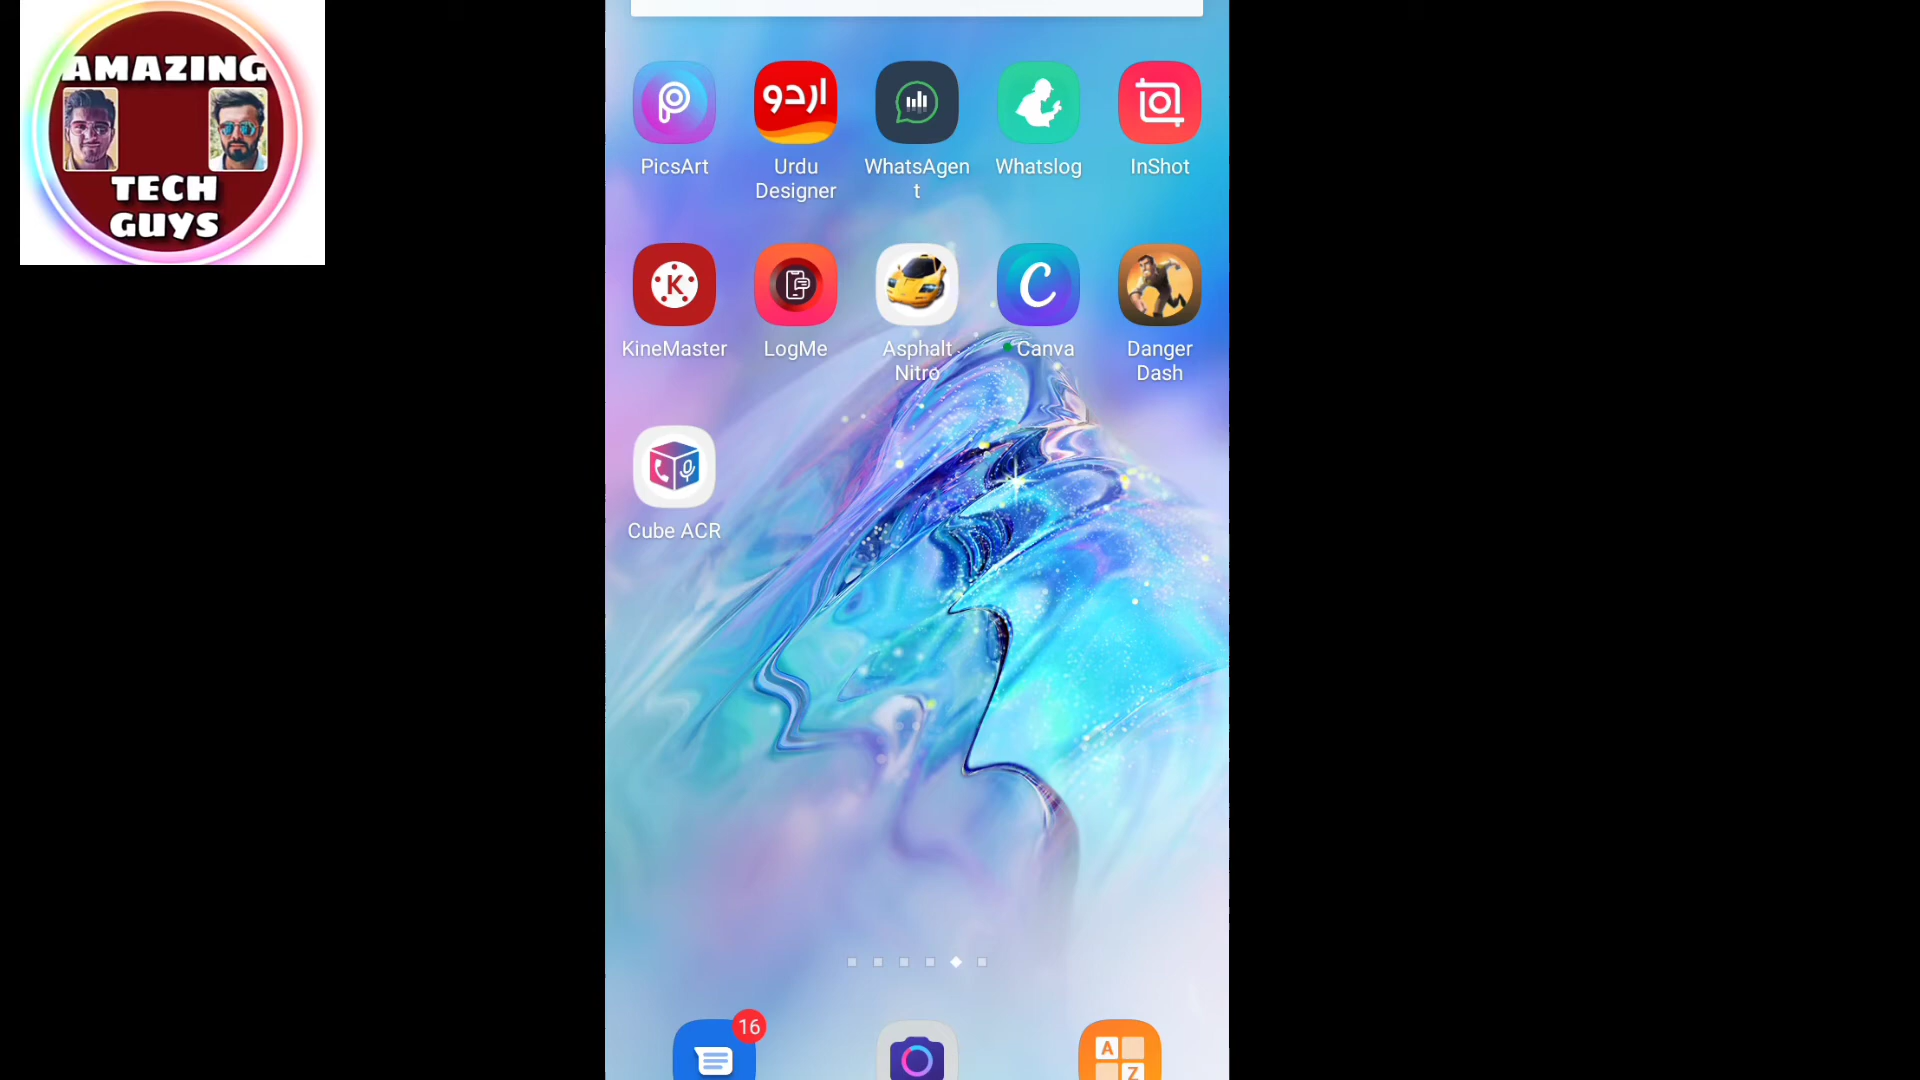 AMAZING
TECH
GUYS
اردو
PicsArt
Urdu
Designer
WhatsAgen
t
Whatslog
InShot
K
C
KineMaster
LogMe
Asphalt
Nitro
Canva
Danger
Dash
Cube ACR
16
A
Z